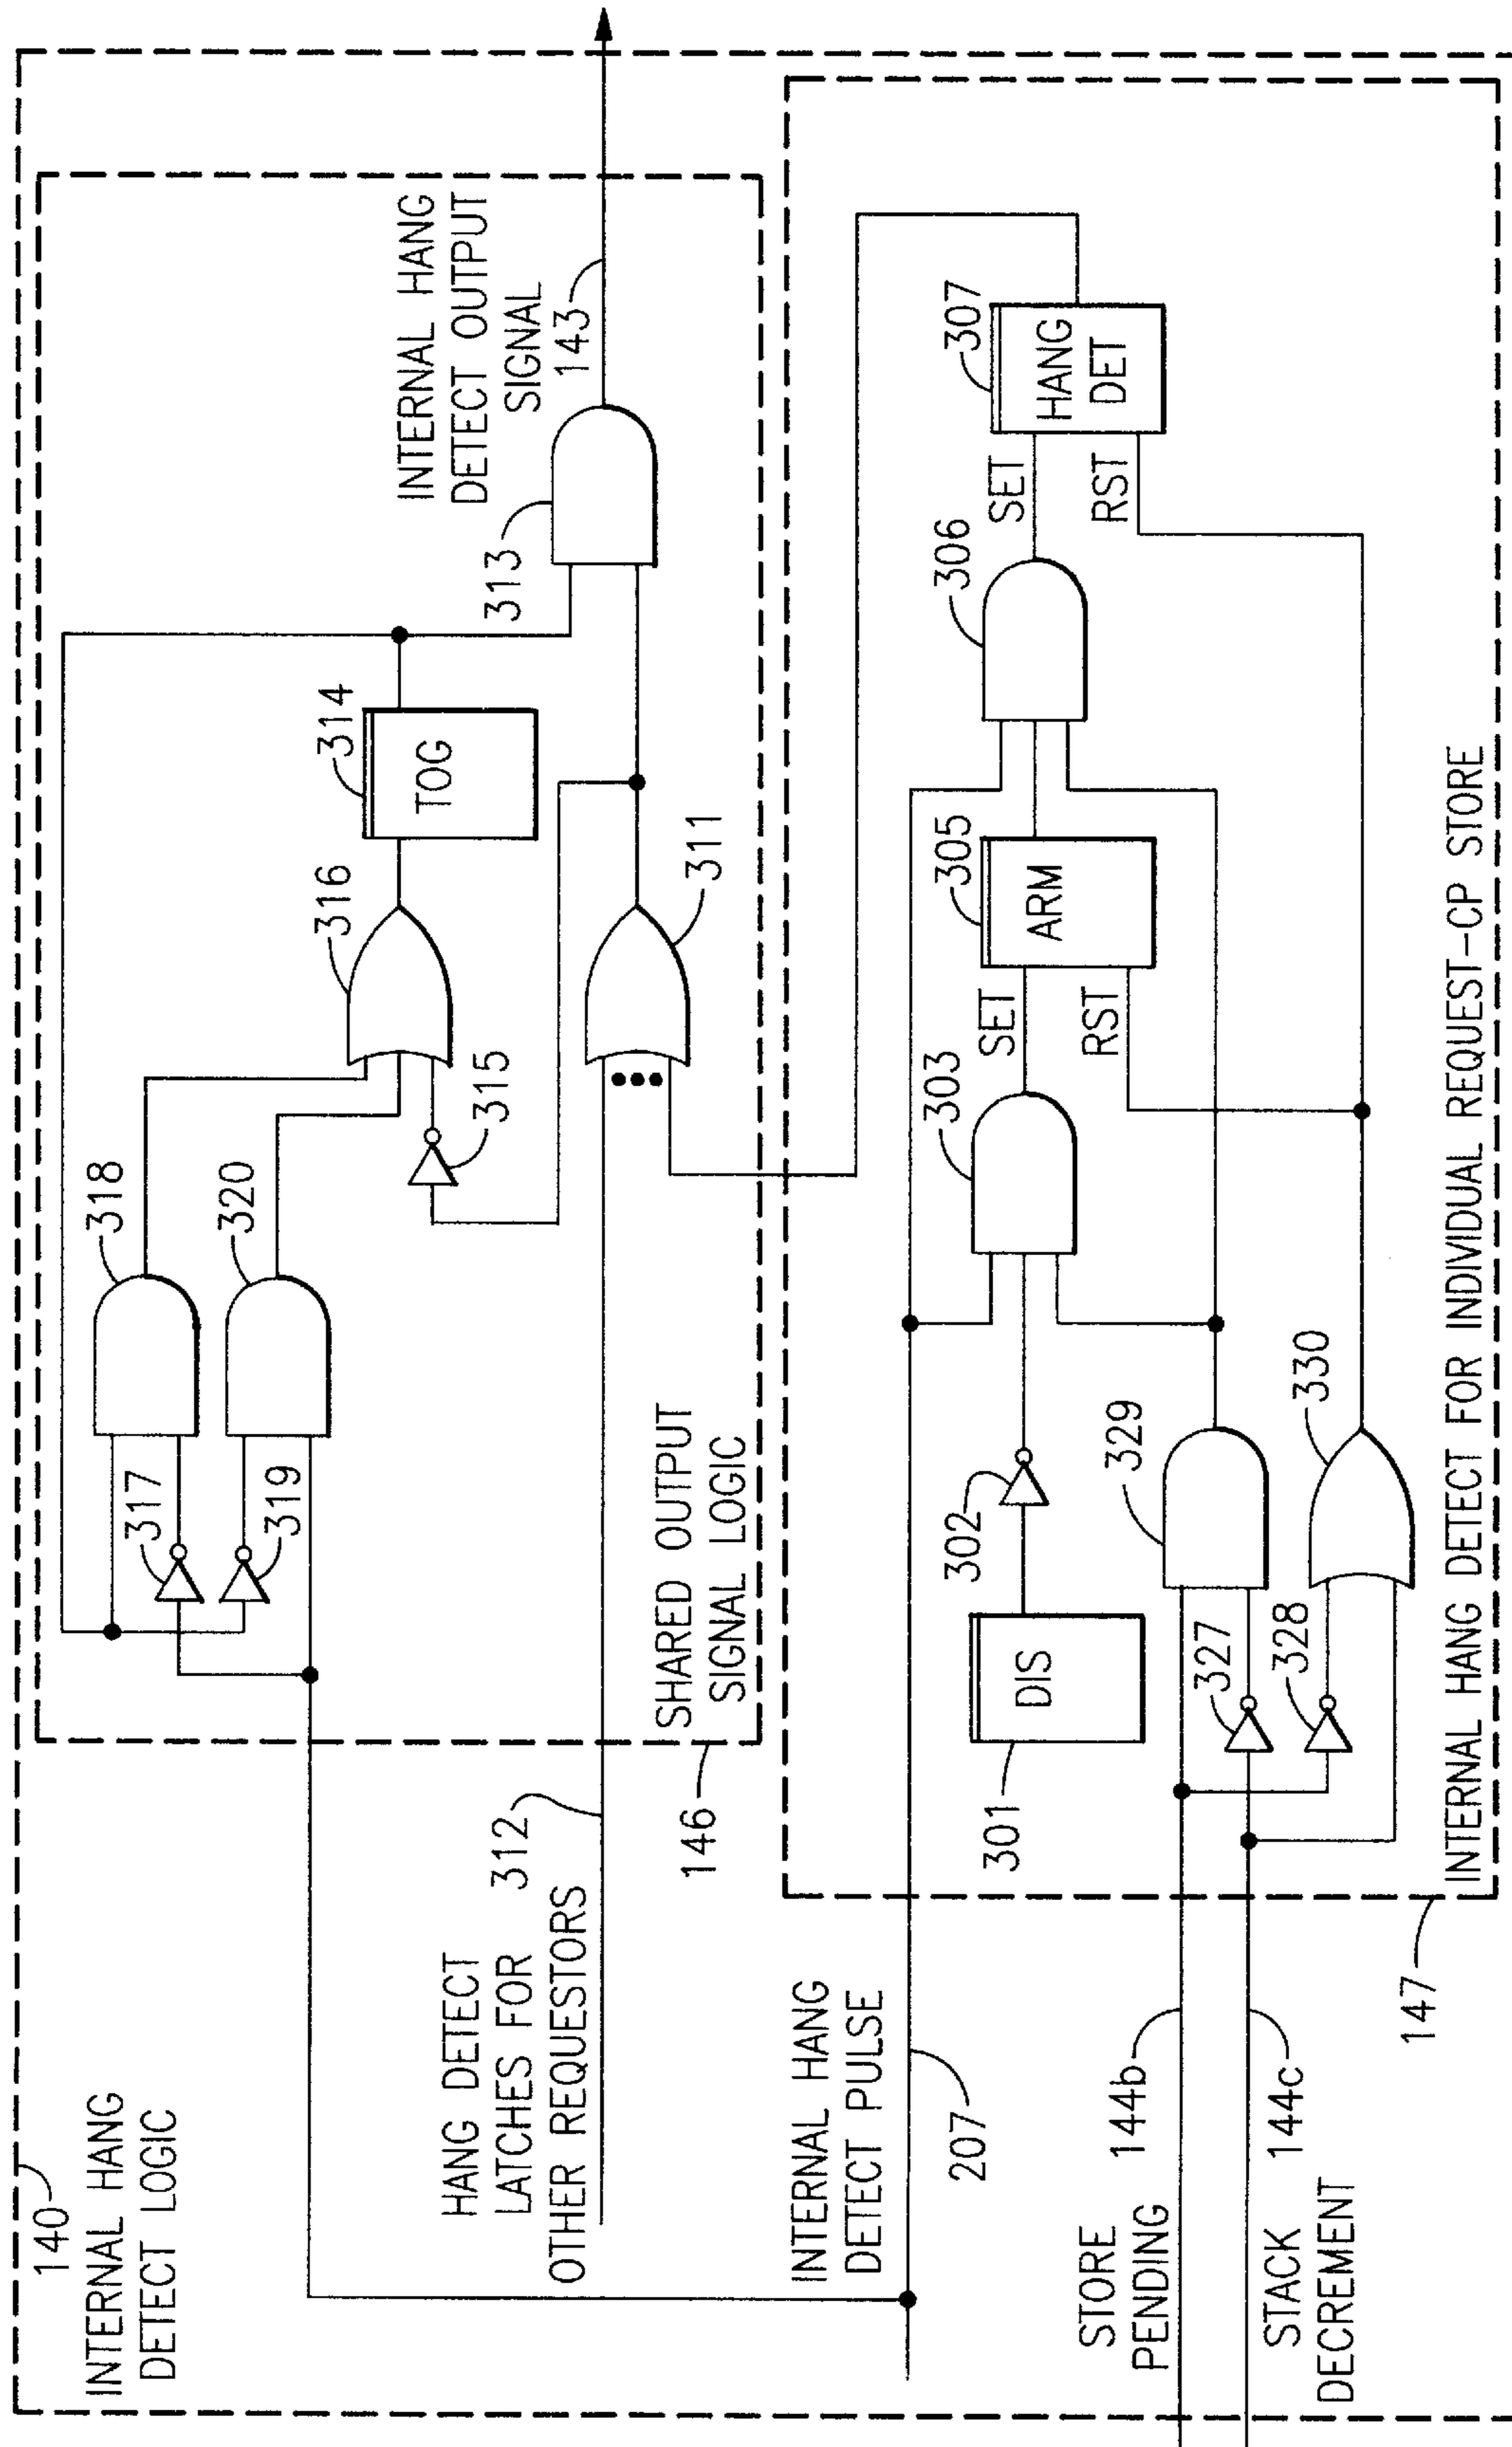 140
INTERNAL HANG
DETECT LOGIC
317
318
319
320
316
315
314
TOG
313
INTERNAL HANG
DETECT OUTPUT
SIGNAL
143
HANG DETECT
LATCHES FOR 312
OTHER REQUESTORS
311
SHARED OUTPUT
SIGNAL LOGIC
146
INTERNAL HANG
DETECT PULSE
207
301
DIS
302
303
SET
RST
305
ARM
306
SET
RST
307
HANG
DET
STORE
PENDING
144b
144c
STACK
DECREMENT
327
328
329
330
147
INTERNAL HANG DETECT FOR INDIVIDUAL REQUEST-CP STORE